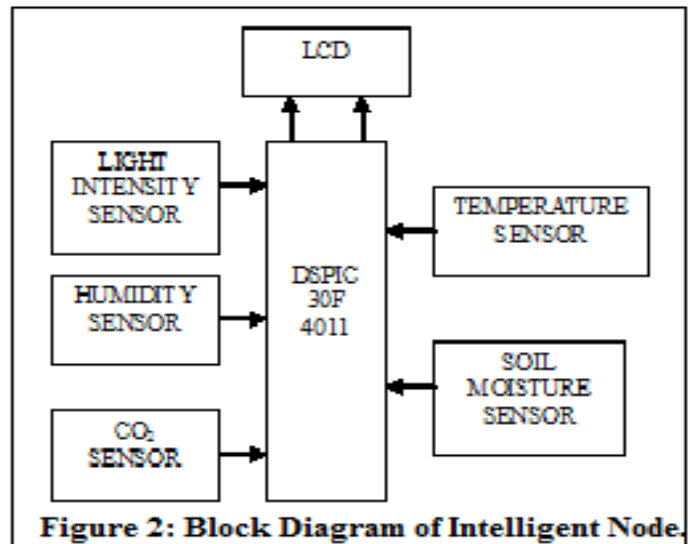 LCD
LIGHT
INTENSITY
SENSOR
HUMIDITY
SENSOR
CO₂
SENSOR
DSPIC
30F
4011
TEMPERATURE
SENSOR
SOIL
MOISTURE
SENSOR
Figure 2: Block Diagram of Intelligent Node.